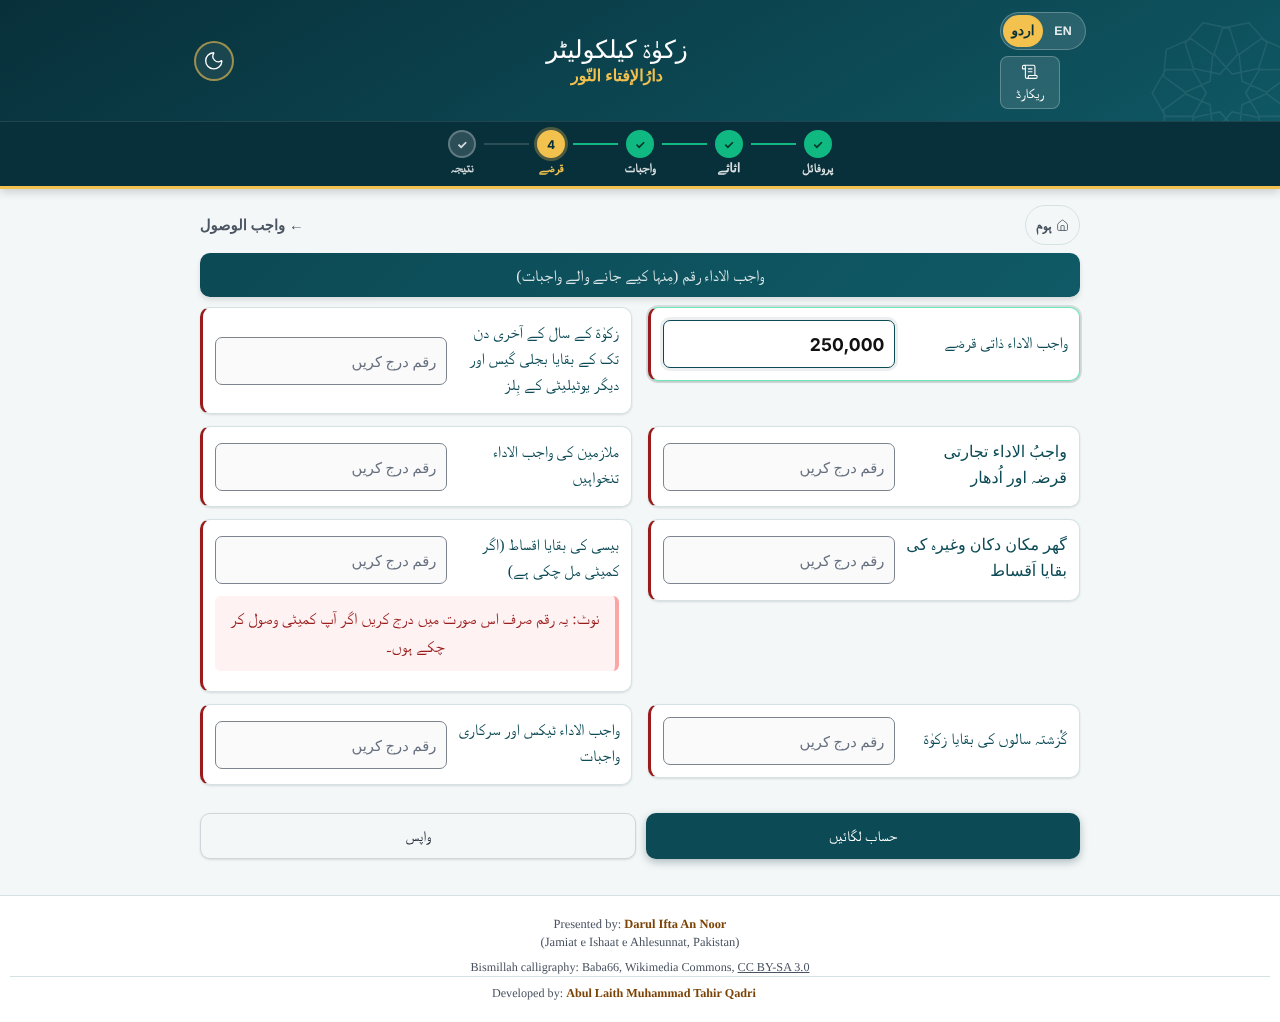 EN
اردو
ریکارڈ
زکوٰۃ کیلکولیٹر
دارُالإفتاء النّور
پروفائل
اثاثے
واجبات
4
قرضے
نتیجہ
ہوم
← واجب الوصول
واجب الاداء رقم (مِنہا کیے جانے والے واجبات)
واجب الاداء ذاتی قرضے
250,000
زکوٰۃ کے سال کے آخری دن
تک کے بقایا بجلی گیس اور
دیگر یوٹیلیٹی کے بِلز
رقم درج کریں
واجبُ الاداء تجارتی
قرضہ اور اُدھار
رقم درج کریں
ملازمین کی واجب الاداء
تنخواہیں
رقم درج کریں
گھر مکان دکان وغیرہ کی
بقایا اَقساط
رقم درج کریں
بیسی کی بقایا اقساط (اگر
کمیٹی مل چکی ہے)
رقم درج کریں
نوٹ: یہ رقم صرف اس صورت میں درج کریں اگر آپ کمیٹی وصول کر
چکے ہوں۔
گُزشتہ سالوں کی بقایا زکوٰۃ
رقم درج کریں
واجب الاداء ٹیکس اور سرکاری
واجبات
رقم درج کریں
حساب لگائیں
واپس
Presented by: Darul Ifta An Noor
(Jamiat e Ishaat e Ahlesunnat, Pakistan)
Bismillah calligraphy: Baba66, Wikimedia Commons, CC BY-SA 3.0
Developed by: Abul Laith Muhammad Tahir Qadri